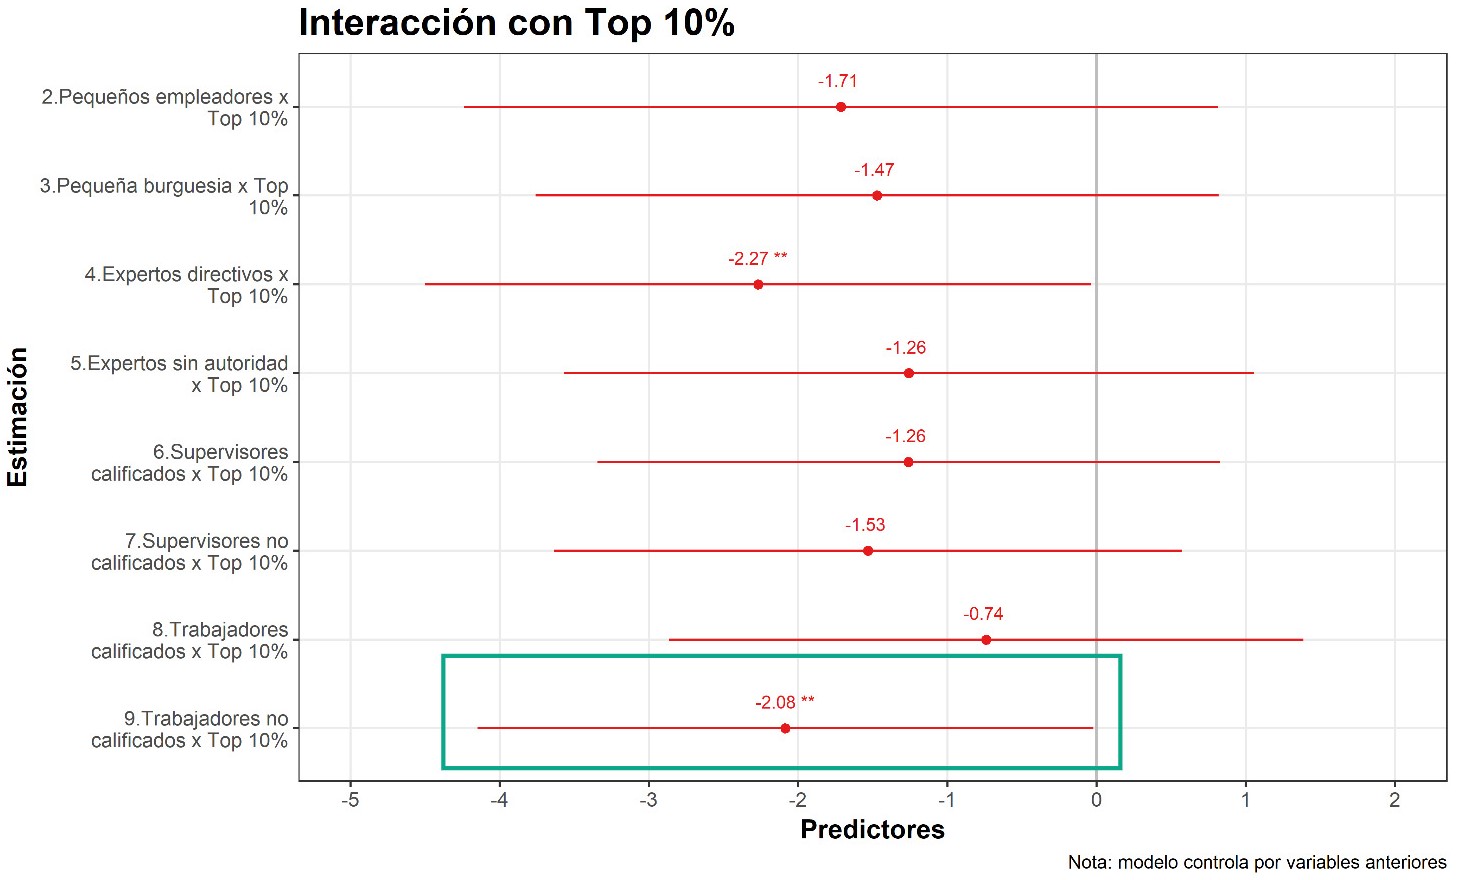 Interacción con Top 10%
Estimación
2.Pequeños empleadores x
Top 10%
-1.71
3.Pequeña burguesia x Top
10%
-1.47
4.Expertos directivos x
Top 10%
-2.27 **
5.Expertos sin autoridad
x Top 10%
-1.26
6.Supervisores
calificados x Top 10%
-1.26
7.Supervisores no
calificados x Top 10%
-1.53
8.Trabajadores
calificados x Top 10%
-0.74
9.Trabajadores no
calificados x Top 10%
-2.08 **
-5 -4 -3 -2 -1 0 1 2
Predictores
Nota: modelo controla por variables anteriores